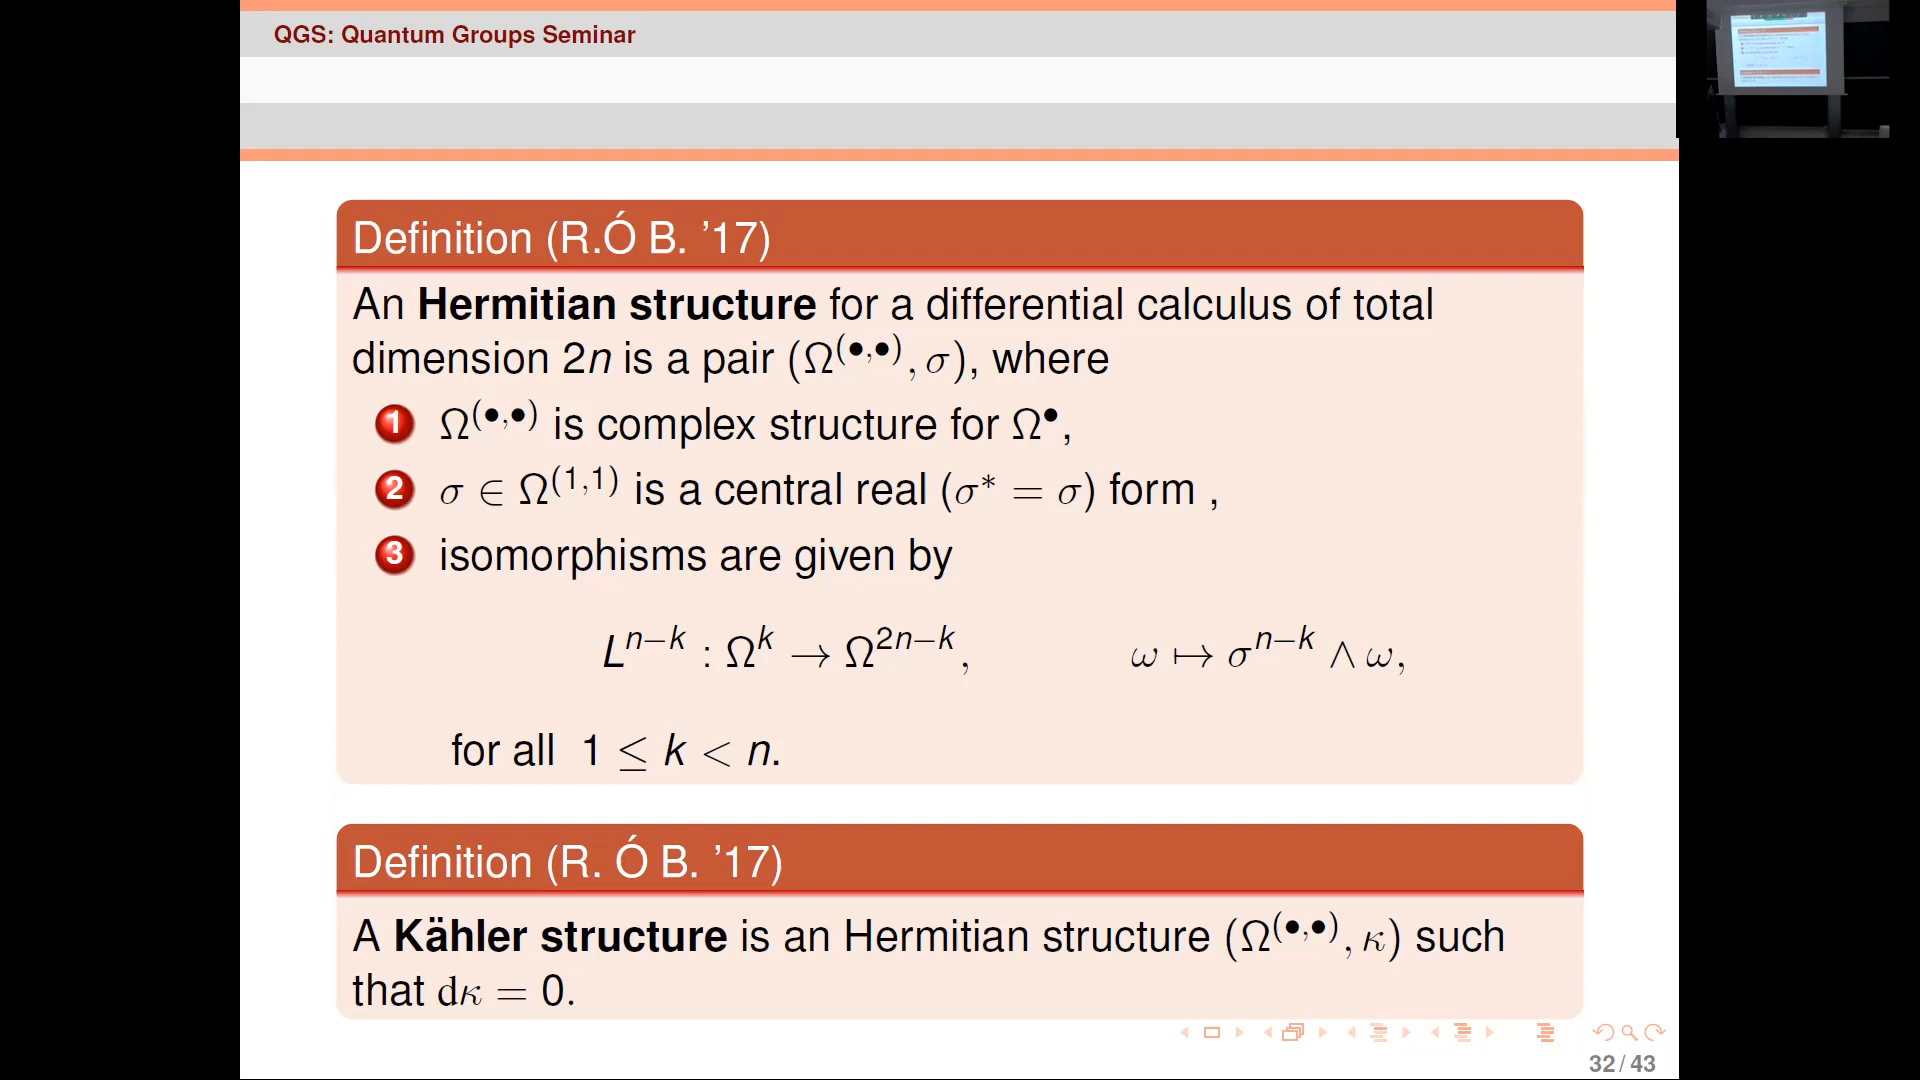 QGS: Quantum Groups Seminar
Definition (R.Ó B. ’17)
An Hermitian structure for a differential calculus of total
dimension 2n is a pair (Ω^(•,•), σ), where
1 Ω^(•,•) is complex structure for Ω^•,
2 σ ∈ Ω^(1,1) is a central real (σ* = σ) form ,
3 isomorphisms are given by
L^{n−k} : Ω^k → Ω^{2n−k}, ω ↦ σ^{n−k} ∧ ω,
for all 1 ≤ k < n.
Definition (R. Ó B. ’17)
A Kähler structure is an Hermitian structure (Ω^(•,•), κ) such
that dκ = 0.
32 / 43